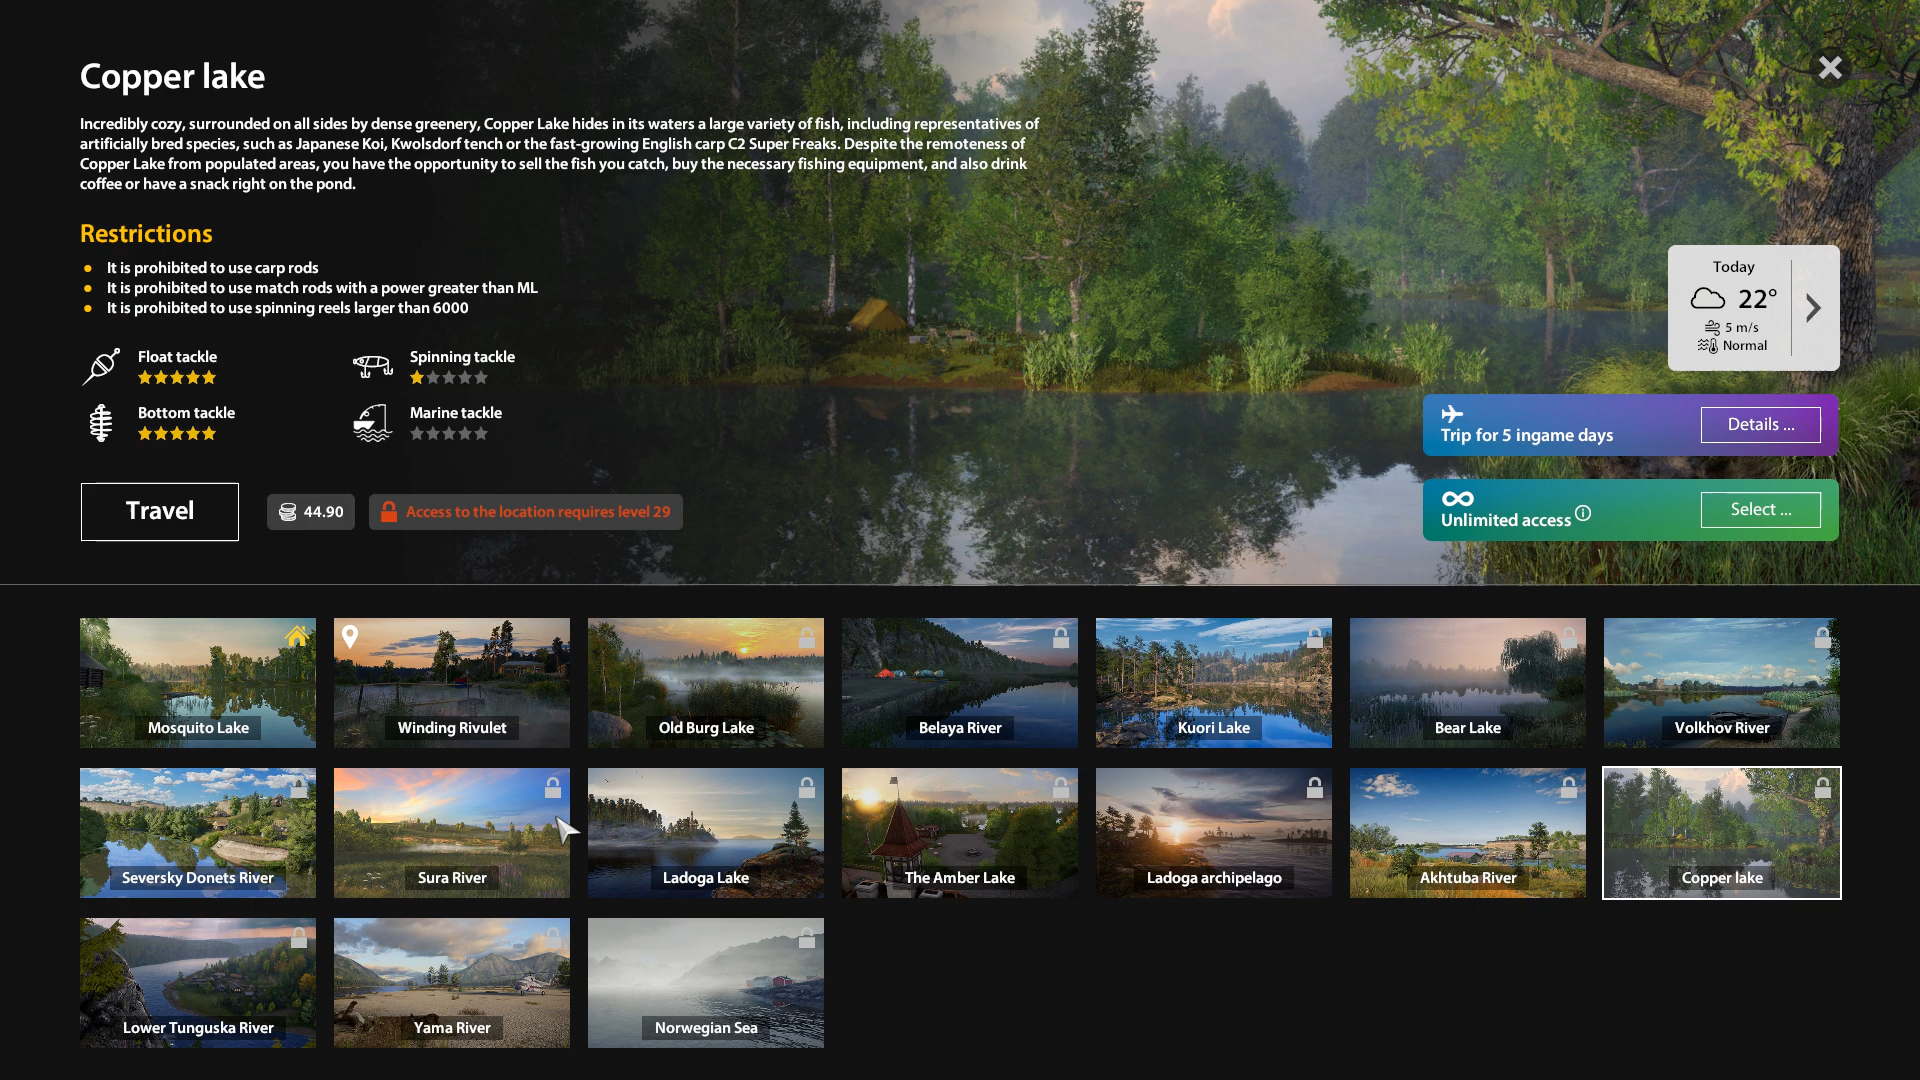 Copper lake
Incredibly cozy, surrounded on all sides by dense greenery, Copper Lake hides in its waters a large variety of fish, including representatives of
artificially bred species, such as Japanese Koi, Kwolsdorf tench or the fast-growing English carp C2 Super Freaks. Despite the remoteness of
Copper Lake from populated areas, you have the opportunity to sell the fish you catch, buy the necessary fishing equipment, and also drink
coffee or have a snack right on the pond.
Restrictions
It is prohibited to use carp rods
It is prohibited to use match rods with a power greater than ML
It is prohibited to use spinning reels larger than 6000
Float tackle
Spinning tackle
Bottom tackle
Marine tackle
Travel
44.90
Access to the location requires level 29
Today
22°
5 m/s
Normal
Trip for 5 ingame days
Details ...
Unlimited access
Select ...
Mosquito Lake
Winding Rivulet
Old Burg Lake
Belaya River
Kuori Lake
Bear Lake
Volkhov River
Seversky Donets River
Sura River
Ladoga Lake
The Amber Lake
Ladoga archipelago
Akhtuba River
Copper lake
Lower Tunguska River
Yama River
Norwegian Sea